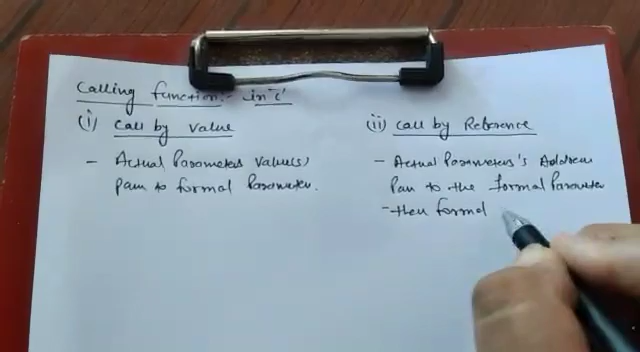 Calling function:- in 'C'
(i) Call by Value
- Actual Parameters value(s)
pass to formal Parameter.
(ii) Call by Reference
- Actual Parameters's Address
Pass to the formal Parameter
- then formal